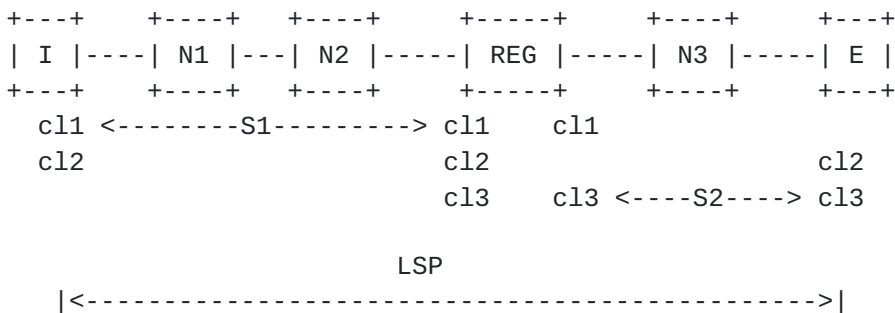 +---+    +----+   +----+     +-----+     +----+     +---+
| I |----| N1 |---| N2 |-----| REG |-----| N3 |-----| E |
+---+    +----+   +----+     +-----+     +----+     +---+
  cl1 <--------S1---------> cl1    cl1
  cl2                       cl2                     cl2
                            cl3    cl3 <----S2----> cl3
                         LSP
   |<----------------------------------------------->|